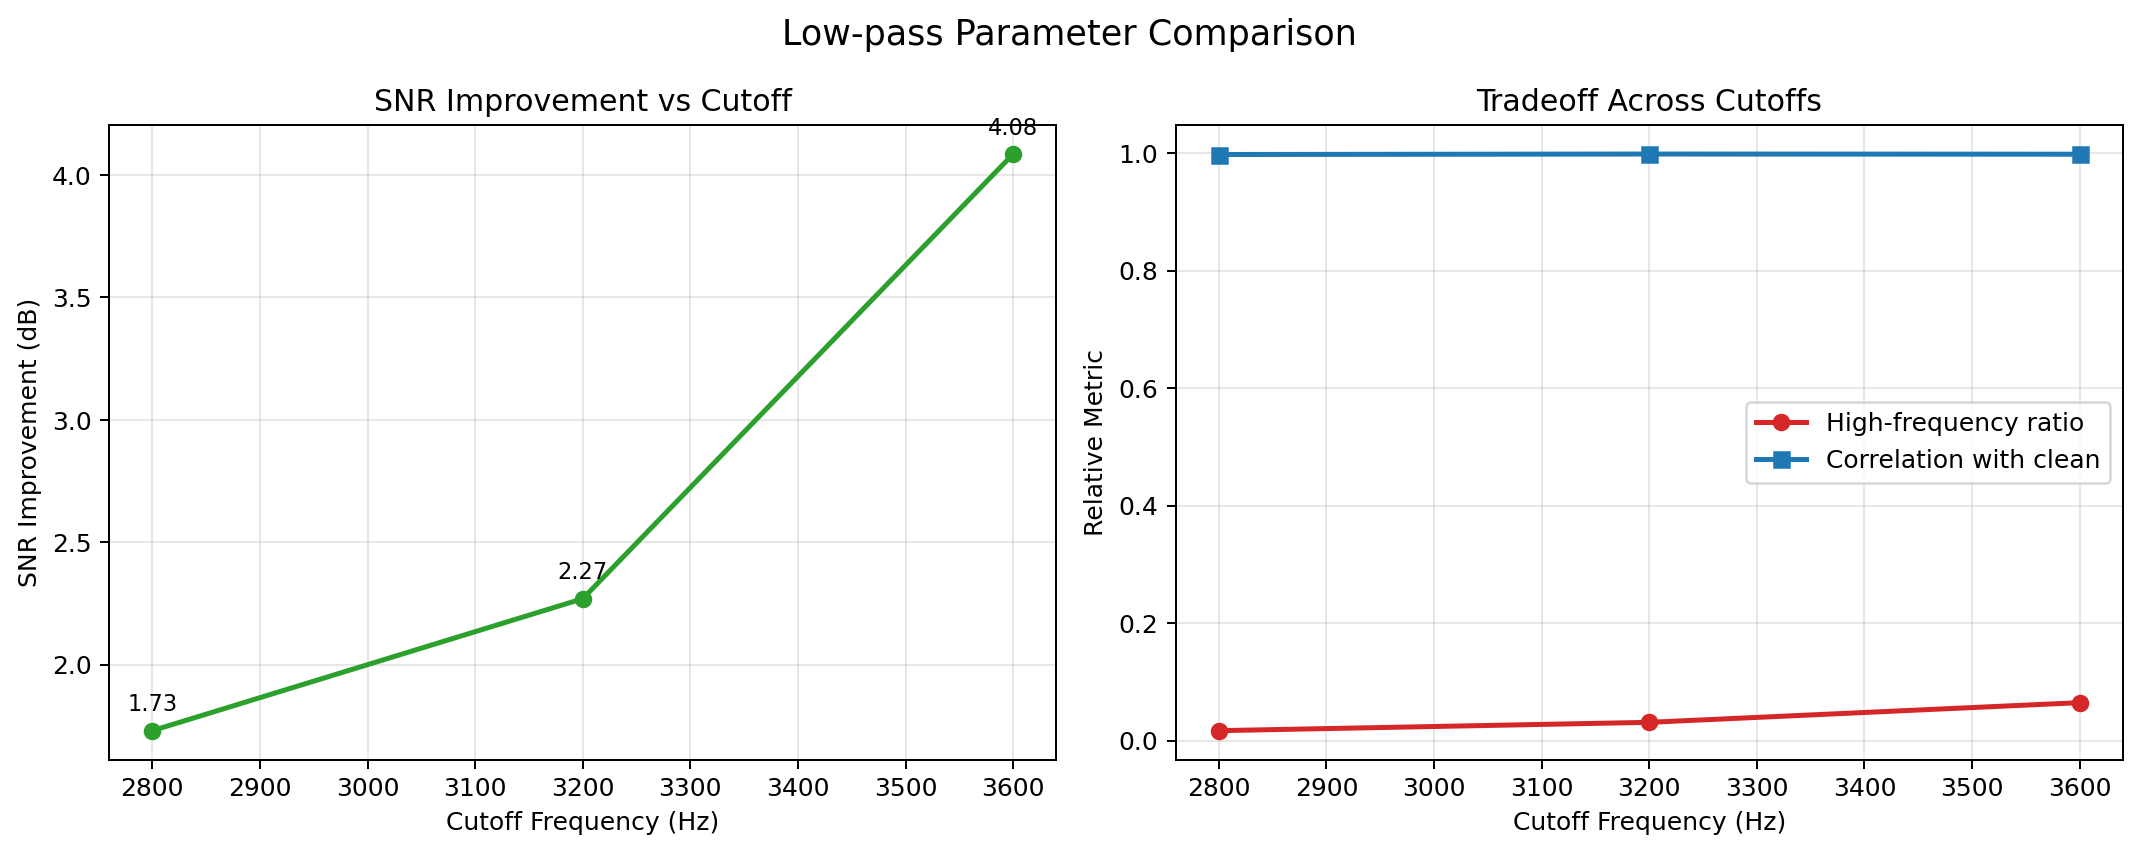 Low-pass Parameter Comparison
SNR Improvement vs Cutoff
SNR Improvement (dB)
4.0
3.5
3.0
2.5
2.0
1.73
2.27
4.08
2800 2900 3000 3100 3200 3300 3400 3500 3600
Cutoff Frequency (Hz)
Tradeoff Across Cutoffs
Relative Metric
1.0
0.8
0.6
0.4
0.2
0.0
High-frequency ratio
Correlation with clean
2800 2900 3000 3100 3200 3300 3400 3500 3600
Cutoff Frequency (Hz)